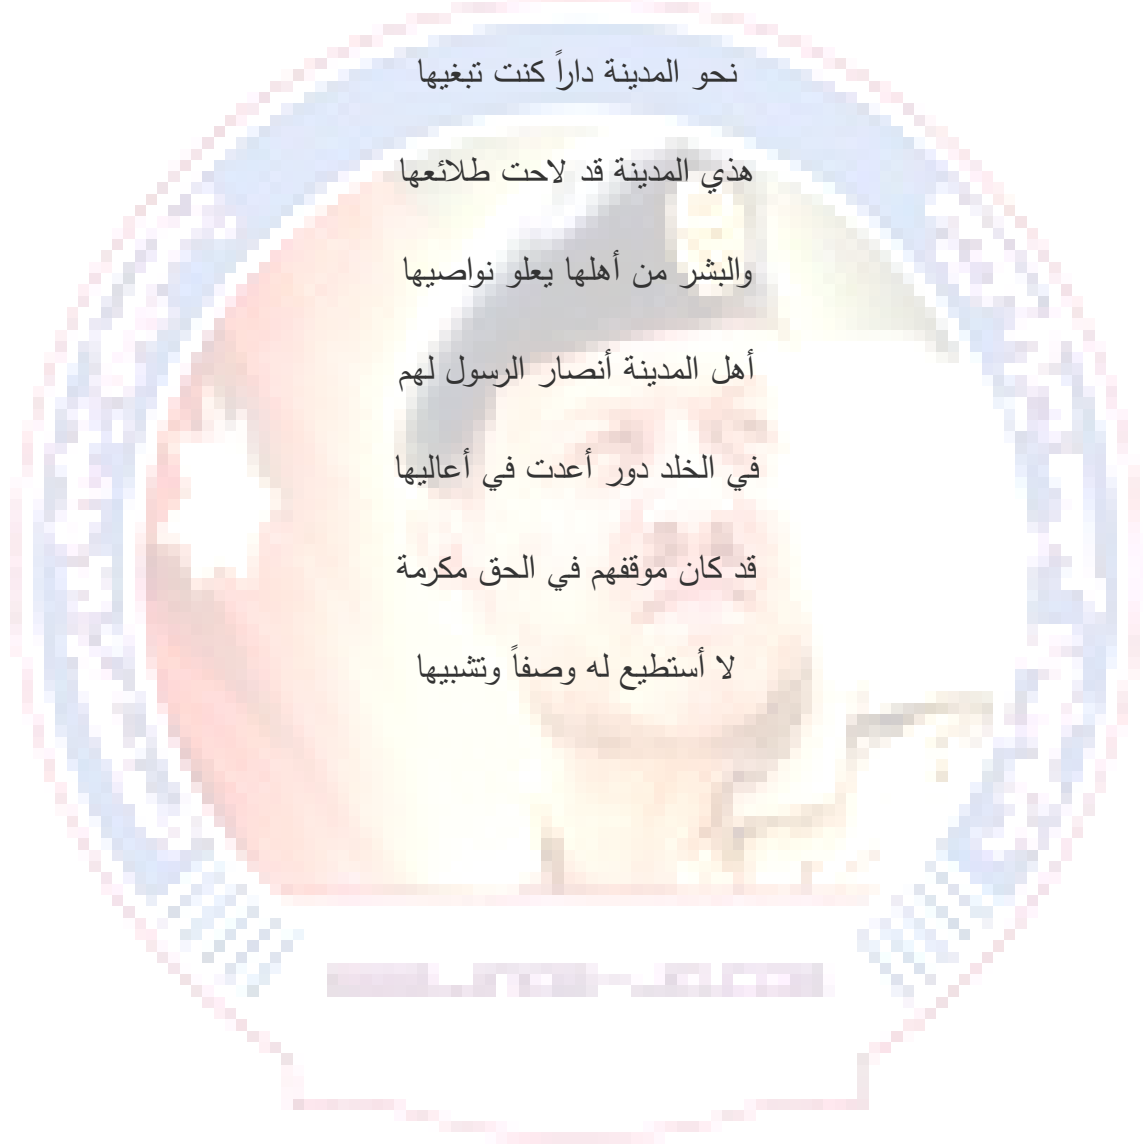 نحو المدينة داراً كنت تبغيها
هذي المدينة قد لاحت طلائعها
والبشر من أهلها يعلو نواصيها
أهل المدينة أنصار الرسول لهم
في الخلد دور أعدت في أعاليها
قد كان موقفهم في الحق مكرمة
لا أستطيع له وصفاً وتشبيها